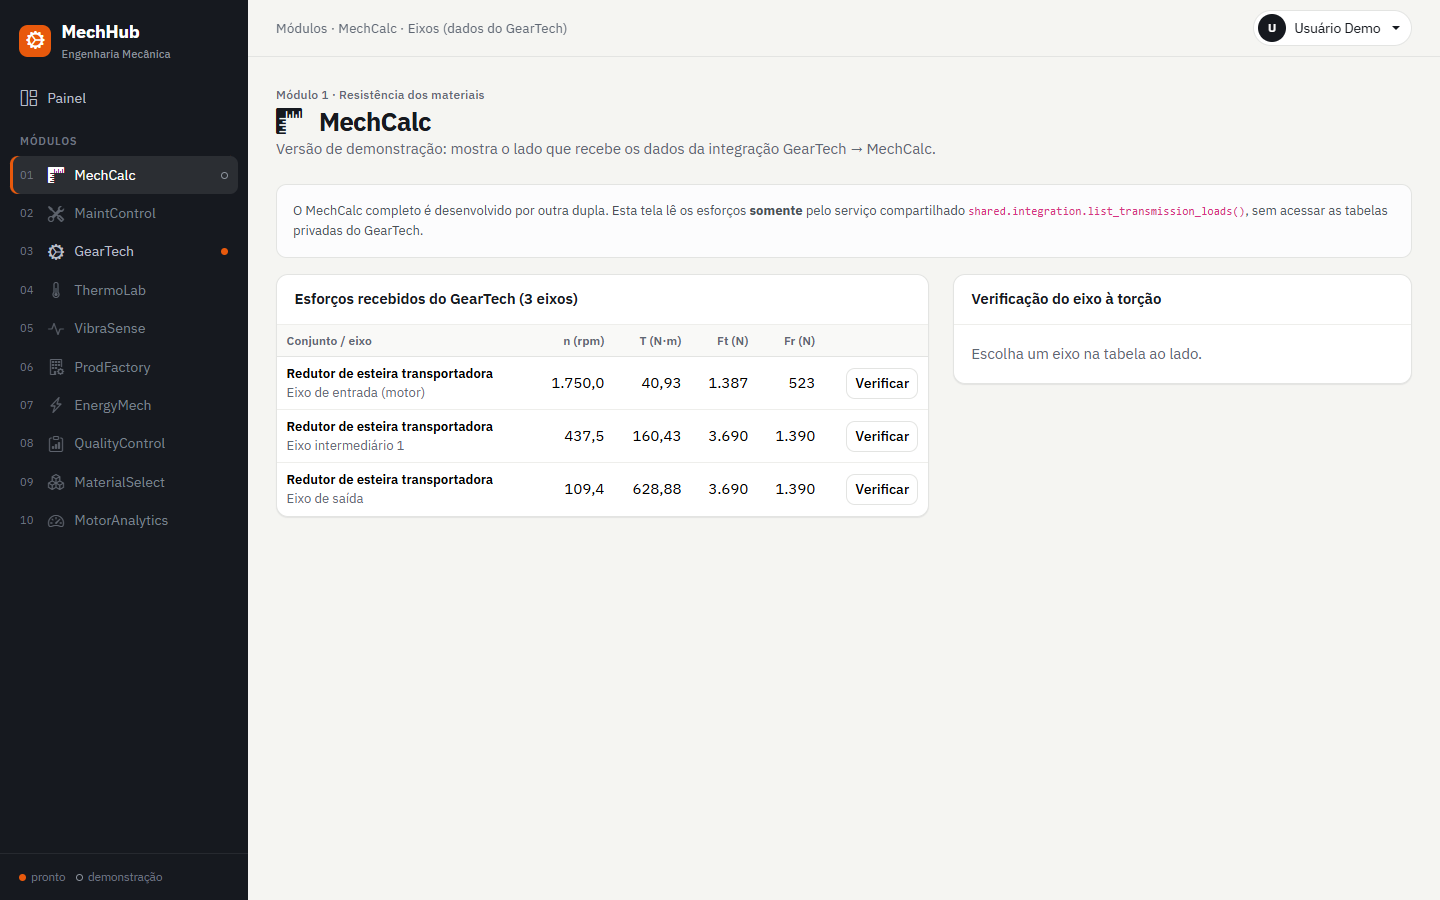 MechHub
Engenharia Mecânica
Painel
MÓDULOS
01 MechCalc
02 MaintControl
03 GearTech
04 ThermoLab
05 VibraSense
06 ProdFactory
07 EnergyMech
08 QualityControl
09 MaterialSelect
10 MotorAnalytics
pronto demonstração
Módulos · MechCalc · Eixos (dados do GearTech)
U Usuário Demo
Módulo 1 · Resistência dos materiais
MechCalc
Versão de demonstração: mostra o lado que recebe os dados da integração GearTech → MechCalc.
O MechCalc completo é desenvolvido por outra dupla. Esta tela lê os esforços somente pelo serviço compartilhado shared.integration.list_transmission_loads(), sem acessar as tabelas
privadas do GearTech.
Esforços recebidos do GearTech (3 eixos)
Conjunto / eixo n (rpm) T (N·m) Ft (N) Fr (N)
Redutor de esteira transportadora
Eixo de entrada (motor) 1.750,0 40,93 1.387 523 Verificar
Redutor de esteira transportadora
Eixo intermediário 1 437,5 160,43 3.690 1.390 Verificar
Redutor de esteira transportadora
Eixo de saída 109,4 628,88 3.690 1.390 Verificar
Verificação do eixo à torção
Escolha um eixo na tabela ao lado.